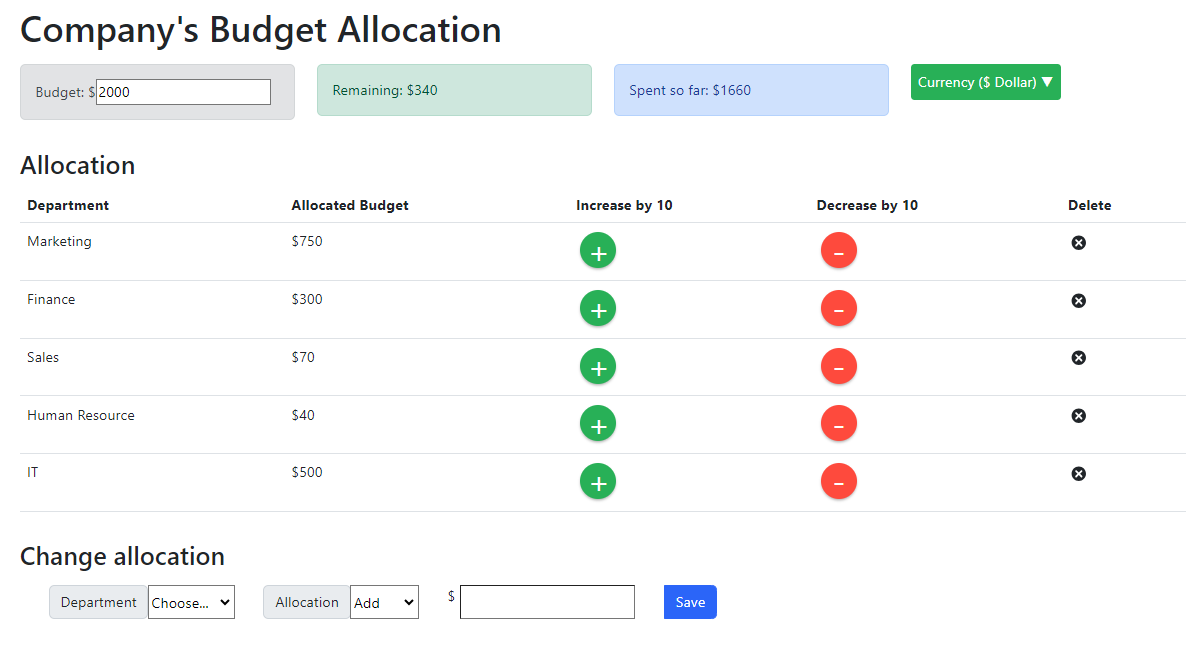 Company's Budget Allocation
Budget: $ 2000
Remaining: $340
Spent so far: $1660
Currency ($ Dollar) ▼
Allocation
Department Allocated Budget Increase by 10 Decrease by 10 Delete
Marketing $750 + -
Finance $300 + -
Sales $70 + -
Human Resource $40 + -
IT $500 + -
Change allocation
Department Choose... Allocation Add $ Save